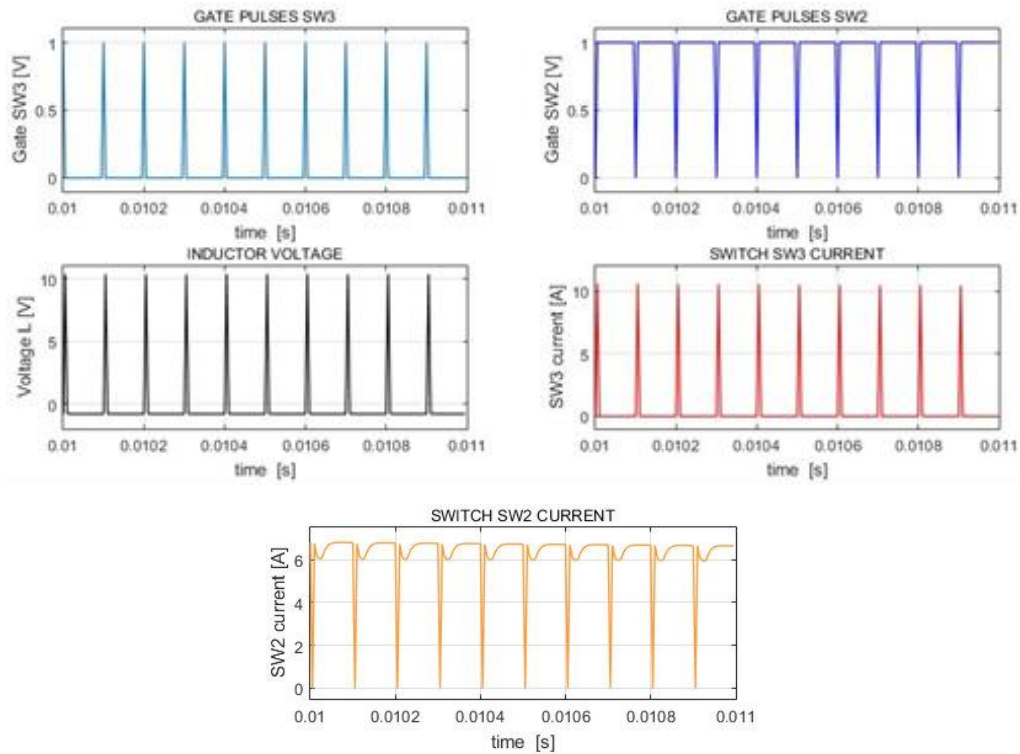 GATE PULSES SW3
Gate SW3 [V]
1
0.5
0
0.01 0.0102 0.0104 0.0106 0.0108 0.011
time [s]
GATE PULSES SW2
Gate SW2 [V]
1
0.5
0
0.01 0.0102 0.0104 0.0106 0.0108 0.011
time [s]
INDUCTOR VOLTAGE
Voltage L [V]
10
5
0
0.01 0.0102 0.0104 0.0106 0.0108 0.011
time [s]
SWITCH SW3 CURRENT
SW3 current [A]
10
5
0
0.01 0.0102 0.0104 0.0106 0.0108 0.011
time [s]
SWITCH SW2 CURRENT
SW2 current [A]
6
4
2
0
0.01 0.0102 0.0104 0.0106 0.0108 0.011
time [s]